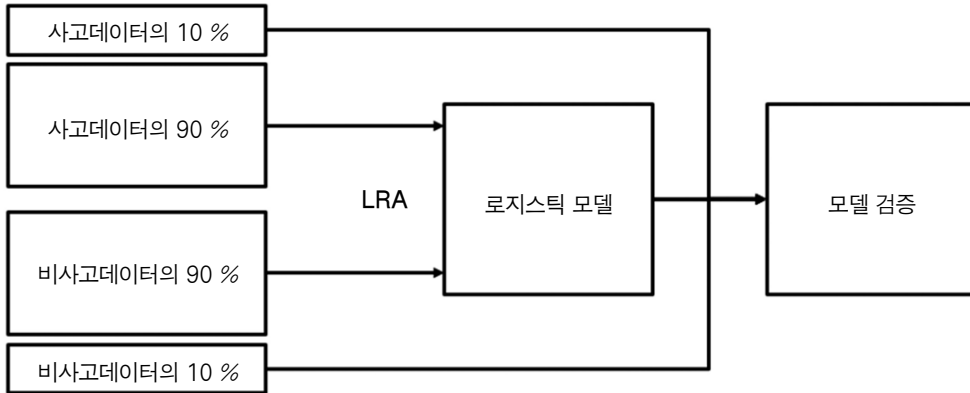 사고데이터의 10 %
사고데이터의 90 %
LRA
로지스틱 모델
모델 검증
비사고데이터의 90 %
비사고데이터의 10 %